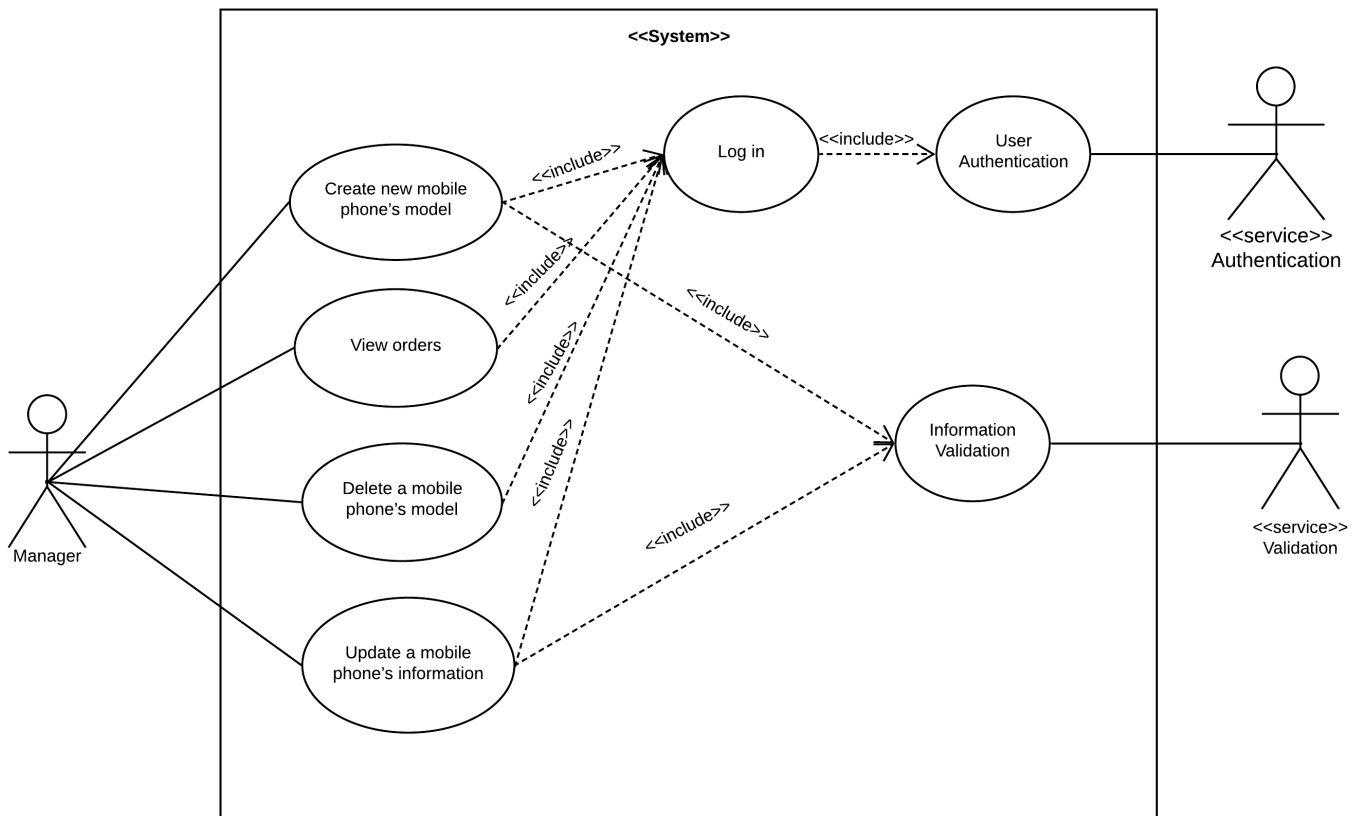 <<System>>
Log in
<<include>>
User
Authentication
<<include>>
Create new mobile
phone’s model
<<service>>
Authentication
<<include>>
<<include>>
View orders
<<include>>
Information
Validation
<<include>>
Delete a mobile
phone’s model
<<include>>
<<service>>
Validation
Manager
Update a mobile
phone’s information